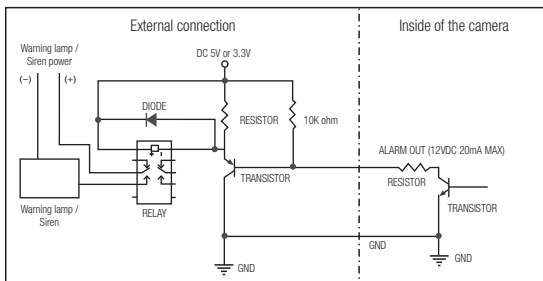 External connection
Inside of the camera
Warning lamp /
Siren power
(−)
(+)
DC 5V or 3.3V
DIODE
RESISTOR
10K ohm
ALARM OUT (12VDC 20mA MAX)
RESISTOR
TRANSISTOR
TRANSISTOR
Warning lamp /
Siren
RELAY
GND
GND
GND